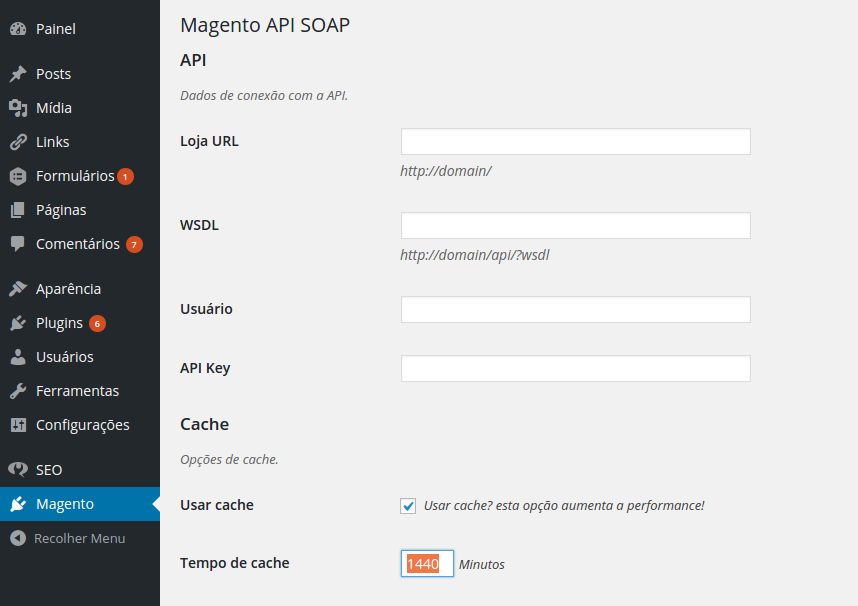 Painel
Posts
Mídia
Links
Formulários 1
Páginas
Comentários 7
Aparência
Plugins 6
Usuários
Ferramentas
Configurações
SEO
Magento
Recolher Menu
Magento API SOAP
API
Dados de conexão com a API.
Loja URL
http://domain/
WSDL
http://domain/api/?wsdl
Usuário
API Key
Cache
Opções de cache.
Usar cache
Usar cache? esta opção aumenta a performance!
Tempo de cache
1440 Minutos